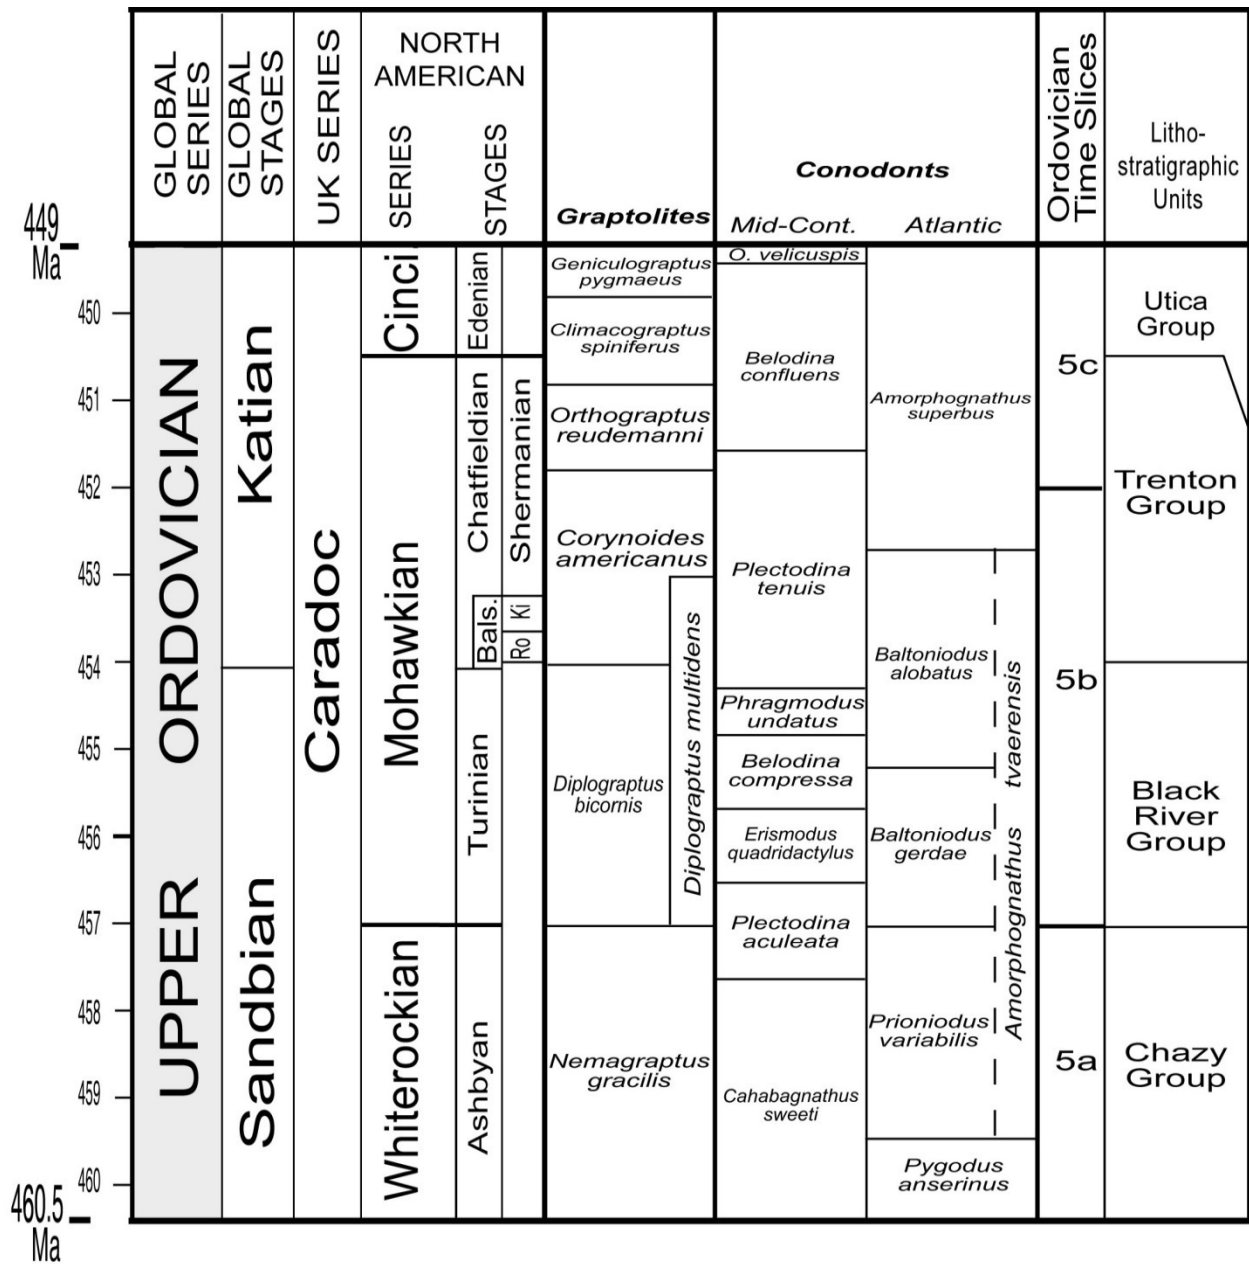 GLOBAL
SERIES
GLOBAL
STAGES
UK SERIES
NORTH
AMERICAN
SERIES
STAGES
Graptolites
Conodonts
Mid-Cont.
Atlantic
Ordovician
Time Slices
Litho-
stratigraphic
Units
449
Ma
450
451
452
453
454
455
456
457
458
459
460
460.5
Ma
UPPER ORDOVICIAN
Katian
Sandbian
Caradoc
Cinci
Mohawkian
Whiterockian
Edenian
Chatfieldian
Shermanian
Bals.
Ki
Ro
Turinian
Ashbyan
Geniculograptus
pygmaeus
Climacograptus
spiniferus
Orthograptus
reudemanni
Corynoides
americanus
Diplograptus
bicornis
Diplograptus multidens
Nemagraptus
gracilis
O. velicuspis
Belodina
confluens
Plectodina
tenuis
Phragmodus
undatus
Belodina
compressa
Erismodus
quadridactylus
Plectodina
aculeata
Cahabagnathus
sweeti
Amorphognathus
superbus
Baltoniodus
alobatus
Baltoniodus
gerdae
Prioniodus
variabilis
Amorphognathus tvaerensis
Pygodus
anserinus
5c
5b
5a
Utica
Group
Trenton
Group
Black
River
Group
Chazy
Group